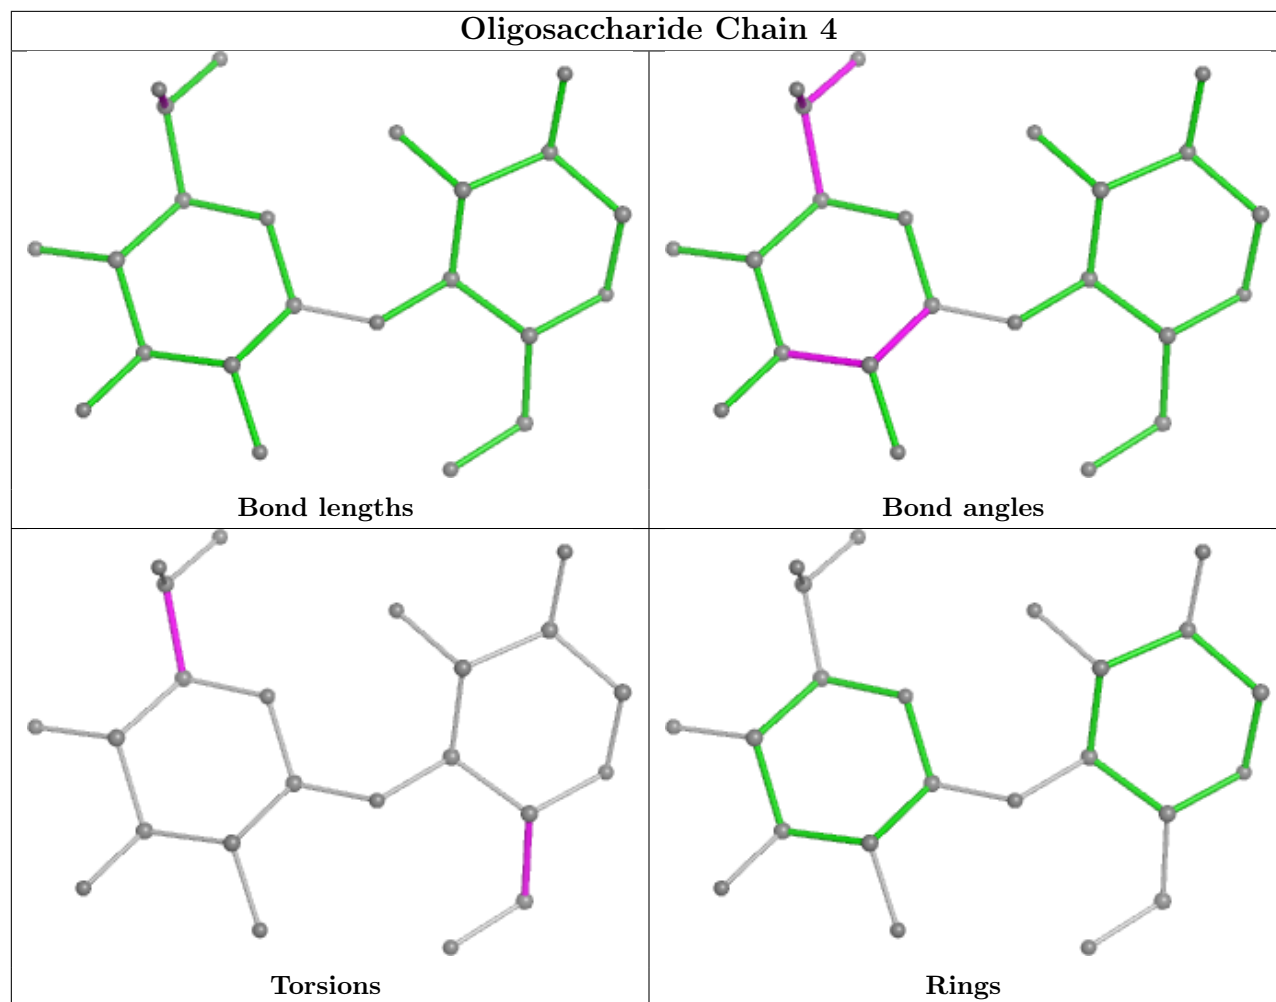 Oligosaccharide Chain 4
Bond lengths
Bond angles
Torsions
Rings